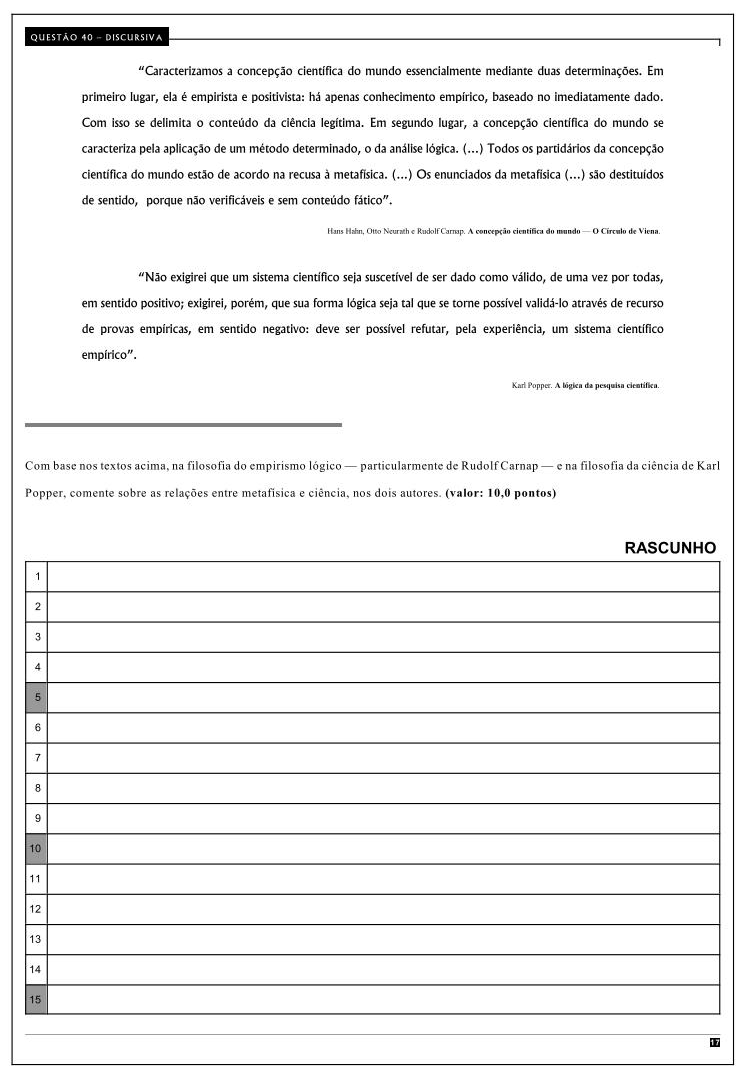 QUESTÃO 40 – DISCURSIVA
“Caracterizamos a concepção científica do mundo essencialmente mediante duas determinações. Em
primeiro lugar, ela é empirista e positivista: há apenas conhecimento empírico, baseado no imediatamente dado.
Com isso se delimita o conteúdo da ciência legítima. Em segundo lugar, a concepção científica do mundo se
caracteriza pela aplicação de um método determinado, o da análise lógica. (...) Todos os partidários da concepção
científica do mundo estão de acordo na recusa à metafísica. (...) Os enunciados da metafísica (...) são destituídos
de sentido, porque não verificáveis e sem conteúdo fático”.
Hans Hahn, Otto Neurath e Rudolf Carnap. A concepção científica do mundo — O Círculo de Viena.
“Não exigirei que um sistema científico seja suscetível de ser dado como válido, de uma vez por todas,
em sentido positivo; exigirei, porém, que sua forma lógica seja tal que se torne possível validá-lo através de recurso
de provas empíricas, em sentido negativo: deve ser possível refutar, pela experiência, um sistema científico
empírico”.
Karl Popper. A lógica da pesquisa científica.
Com base nos textos acima, na filosofia do empirismo lógico — particularmente de Rudolf Carnap — e na filosofia da ciência de Karl
Popper, comente sobre as relações entre metafísica e ciência, nos dois autores. (valor: 10,0 pontos)
RASCUNHO
1
2
3
4
5
6
7
8
9
10
11
12
13
14
15
17